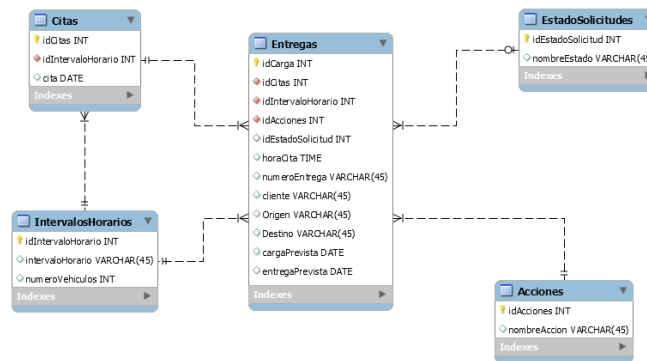 Citas
idCitas INT
idIntervaloHorario INT
cita DATE
Indexes
Entregas
idCarga INT
idCitas INT
idIntervaloHorario INT
idAcciones INT
idEstadoSolicitud INT
horaCita TIME
numeroEntrega VARCHAR(45)
cliente VARCHAR(45)
Origen VARCHAR(45)
Destino VARCHAR(45)
cargaPrevista DATE
entregaPrevista DATE
Indexes
EstadoSolicitudes
idEstadoSolicitud INT
nombreEstado VARCHAR(45)
Indexes
IntervalosHorarios
idIntervaloHorario INT
intervaloHorario VARCHAR(45)
numeroVehiculos INT
Indexes
Acciones
idAcciones INT
nombreAccion VARCHAR(45)
Indexes